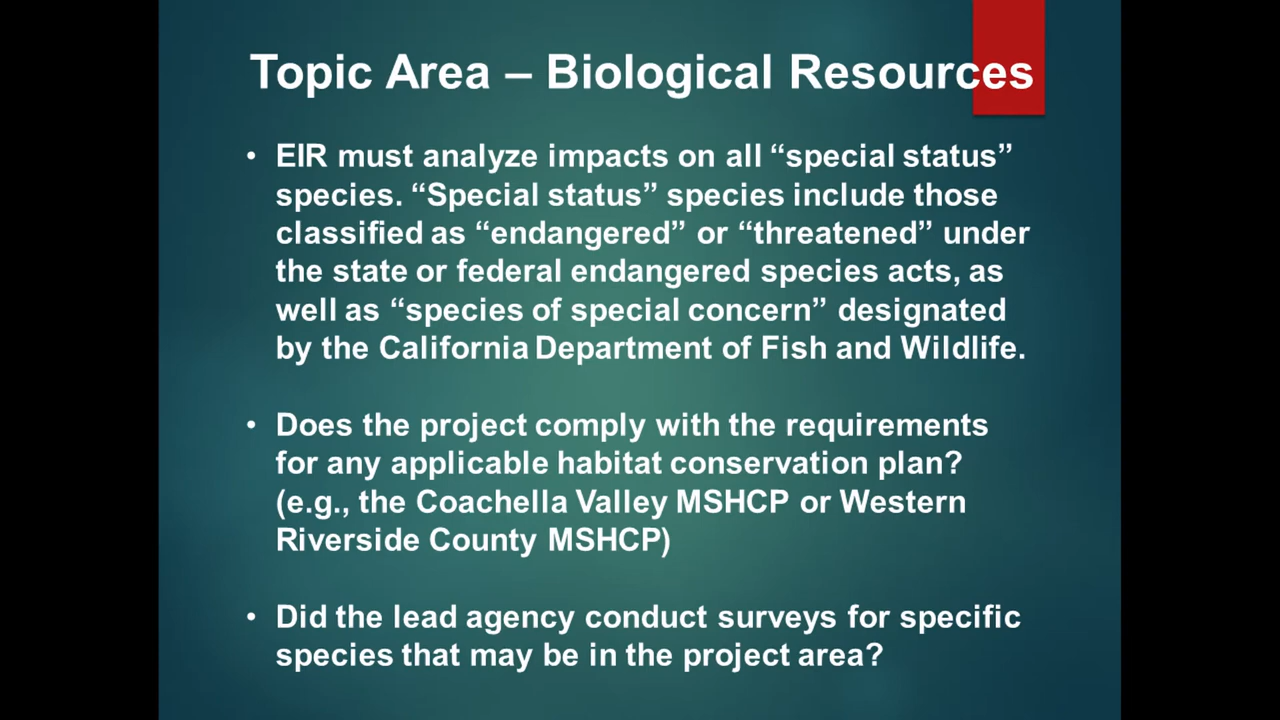 Topic Area – Biological Resources
• EIR must analyze impacts on all “special status”
species. “Special status” species include those
classified as “endangered” or “threatened” under
the state or federal endangered species acts, as
well as “species of special concern” designated
by the California Department of Fish and Wildlife.
• Does the project comply with the requirements
for any applicable habitat conservation plan?
(e.g., the Coachella Valley MSHCP or Western
Riverside County MSHCP)
• Did the lead agency conduct surveys for specific
species that may be in the project area?